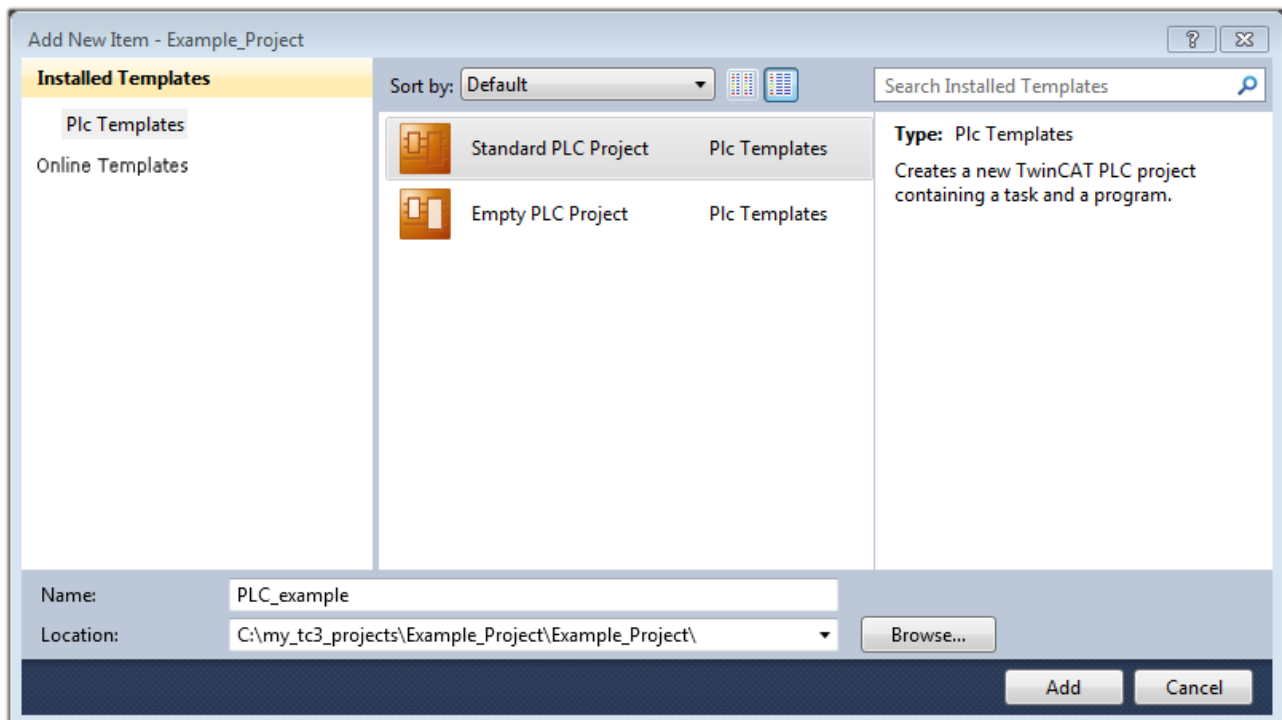 Add New Item - Example_Project
Installed Templates
Plc Templates
Online Templates
Sort by: Default
Search Installed Templates
Standard PLC Project Plc Templates
Empty PLC Project Plc Templates
Type: Plc Templates
Creates a new TwinCAT PLC project
containing a task and a program.
Name: PLC_example
Location: C:\my_tc3_projects\Example_Project\Example_Project\
Browse...
Add Cancel